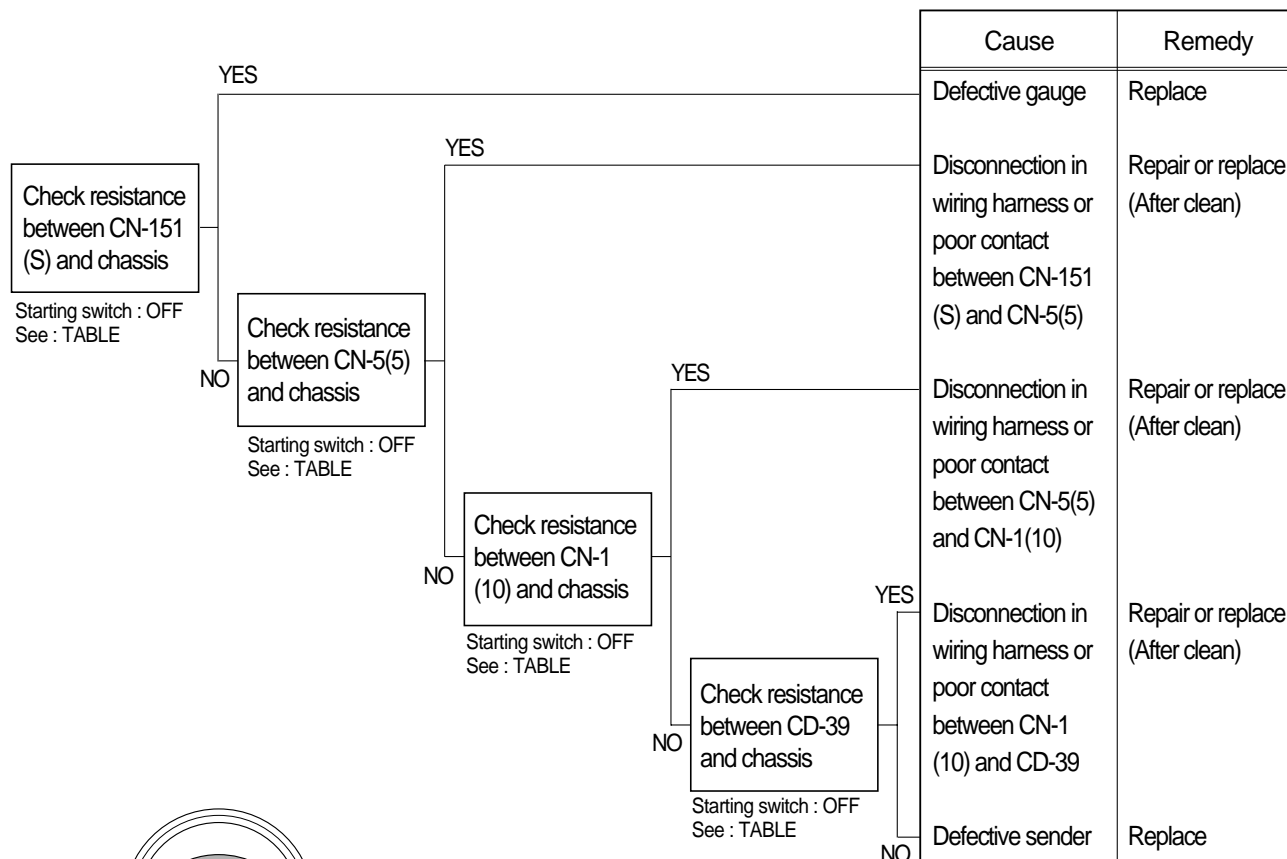 Cause
Remedy
YES
Defective gauge
Replace
YES
Check resistance
between CN-151
(S) and chassis
Starting switch : OFF
See : TABLE
Disconnection in
wiring harness or
poor contact
between CN-151
(S) and CN-5(5)
Repair or replace
(After clean)
NO
Check resistance
between CN-5(5)
and chassis
Starting switch : OFF
See : TABLE
YES
Disconnection in
wiring harness or
poor contact
between CN-5(5)
and CN-1(10)
Repair or replace
(After clean)
NO
Check resistance
between CN-1
(10) and chassis
Starting switch : OFF
See : TABLE
YES
Disconnection in
wiring harness or
poor contact
between CN-1
(10) and CD-39
Repair or replace
(After clean)
NO
Check resistance
between CD-39
and chassis
Starting switch : OFF
See : TABLE
NO
Defective sender
Replace